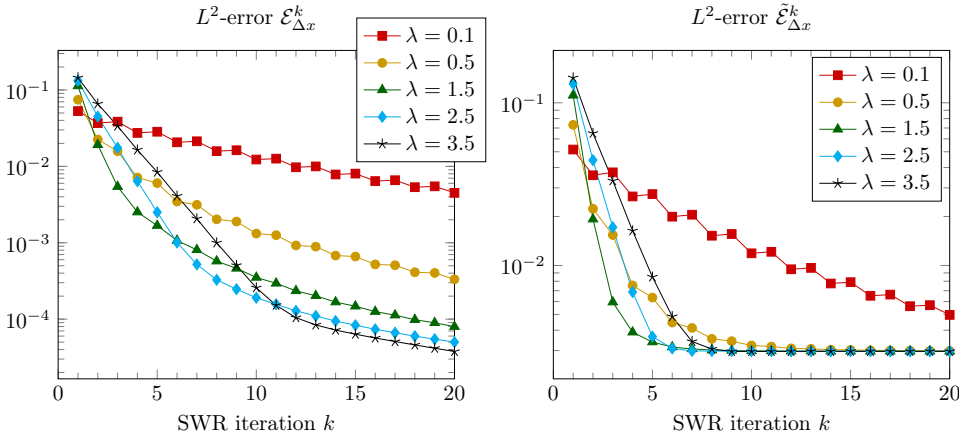 L²-error 𝓔ᵏ_Δx
λ = 0.1
λ = 0.5
λ = 1.5
λ = 2.5
λ = 3.5
10⁻¹
10⁻²
10⁻³
10⁻⁴
0 5 10 15 20
SWR iteration k
L²-error 𝓔̃ᵏ_Δx
λ = 0.1
λ = 0.5
λ = 1.5
λ = 2.5
λ = 3.5
10⁻¹
10⁻²
0 5 10 15 20
SWR iteration k